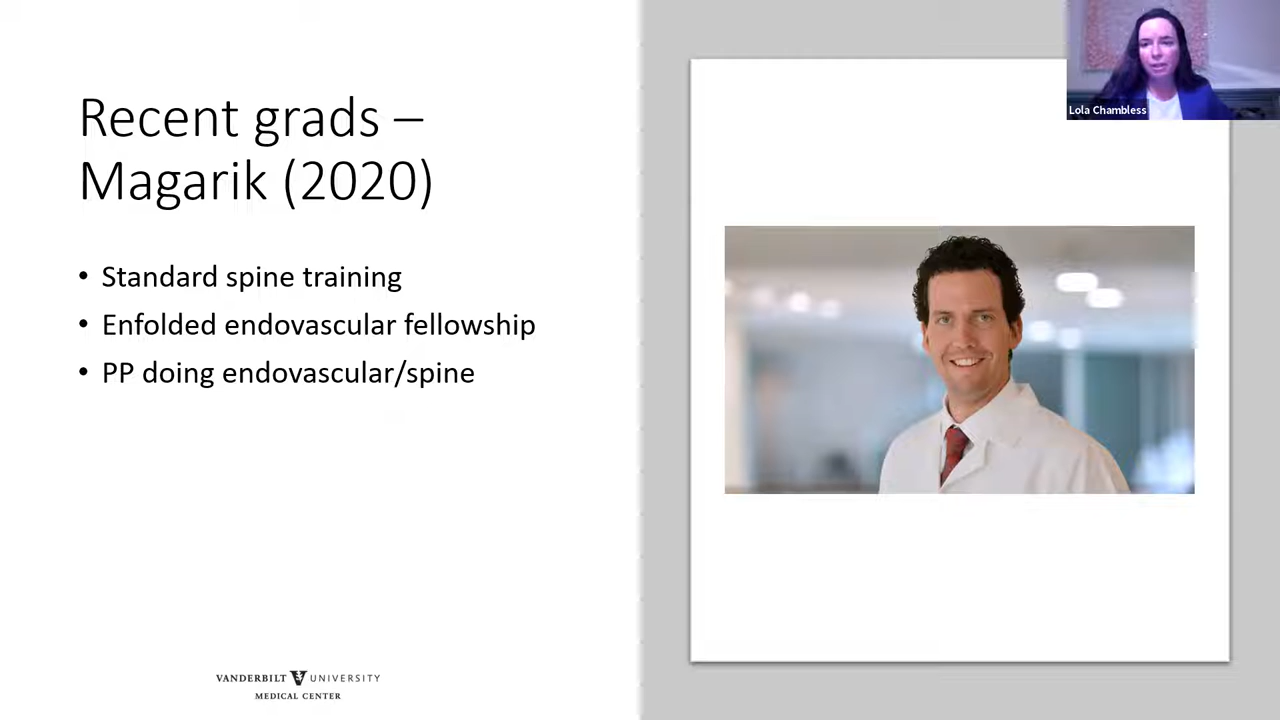 Recent grads –
Magarik (2020)
• Standard spine training
• Enfolded endovascular fellowship
• PP doing endovascular/spine
Lola Chambless
VANDERBILT UNIVERSITY
MEDICAL CENTER